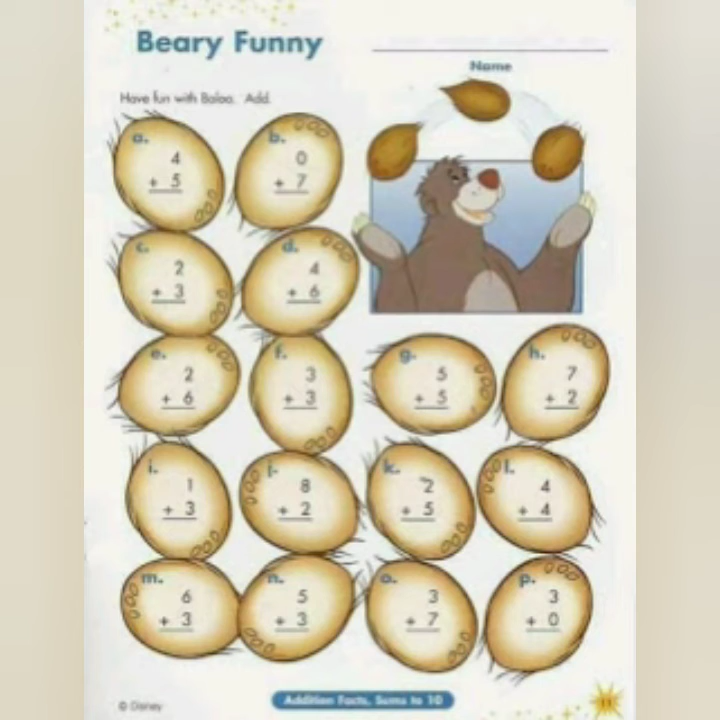 Beary Funny
Name
Have fun with Baloo. Add.
a. 4 + 5
b. 0 + 7
c. 2 + 3
d. 4 + 6
e. 2 + 6
f. 3 + 3
g. 5 + 5
h. 7 + 2
i. 1 + 3
j. 8 + 2
k. 2 + 5
l. 4 + 4
m. 6 + 3
n. 5 + 3
o. 3 + 7
p. 3 + 0
© Disney
Addition Facts, Sums to 10
11